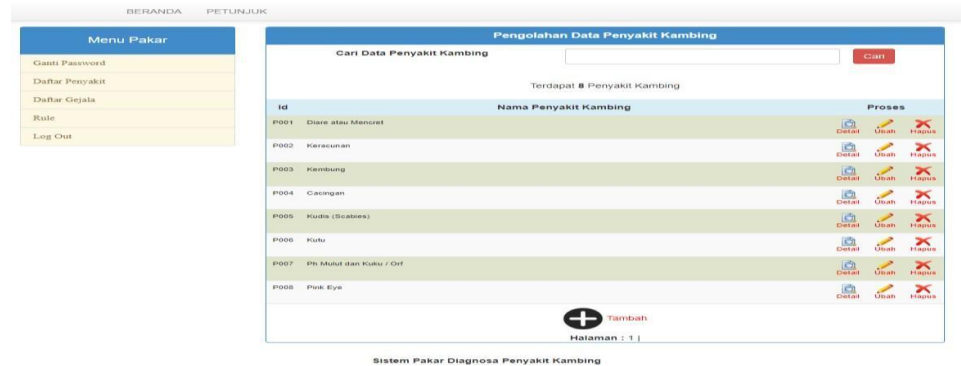 BERANDA PETUNJUK
Menu Pakar
Ganti Password
Daftar Penyakit
Daftar Gejala
Rule
Log Out
Pengolahan Data Penyakit Kambing
Cari Data Penyakit Kambing Cari
Terdapat 8 Penyakit Kambing
Id Nama Penyakit Kambing Proses
P001 Diare atau Mencret Detail Ubah Hapus
P002 Keracunan Detail Ubah Hapus
P003 Kembung Detail Ubah Hapus
P004 Cacingan Detail Ubah Hapus
P005 Kudis (Scabies) Detail Ubah Hapus
P006 Kutu Detail Ubah Hapus
P007 Ph Mulut dan Kuku / Orf Detail Ubah Hapus
P008 Pink Eye Detail Ubah Hapus
Tambah
Halaman : 1 |
Sistem Pakar Diagnosa Penyakit Kambing